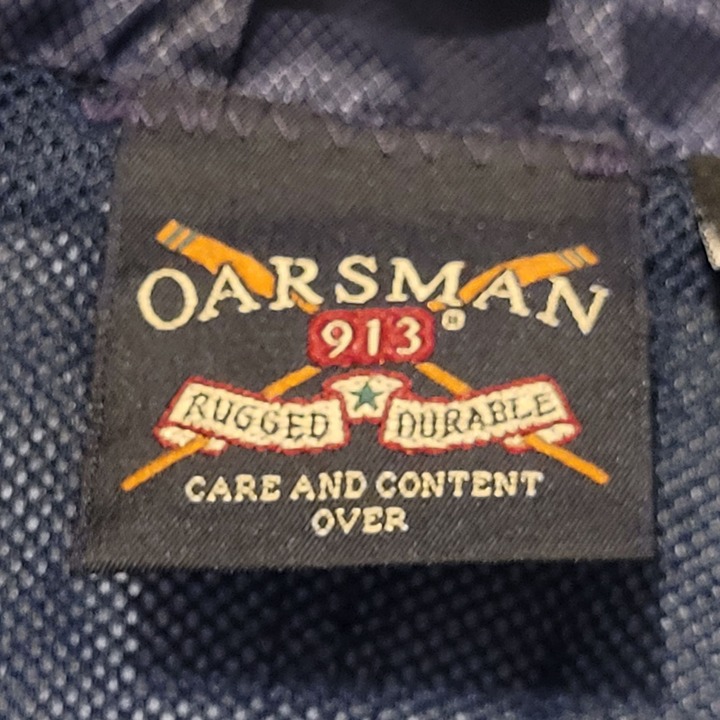 OARSMAN®
913
RUGGED DURABLE
CARE AND CONTENT
OVER